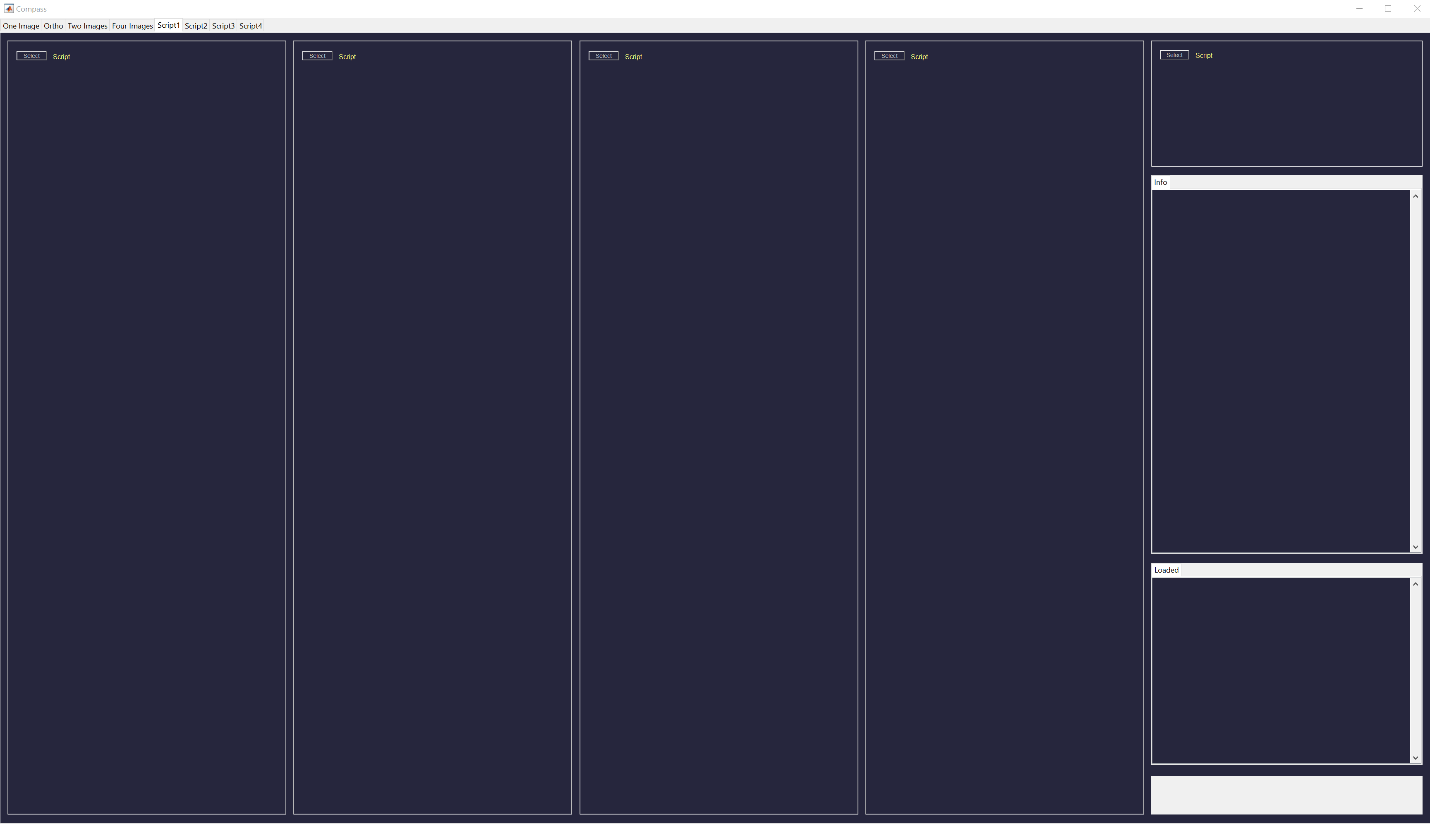 Compass
One Image Ortho Two Images Four Images Script1 Script2 Script3 Script4
Select Script Select Script Select Script Select Script Select Script
Info
Loaded